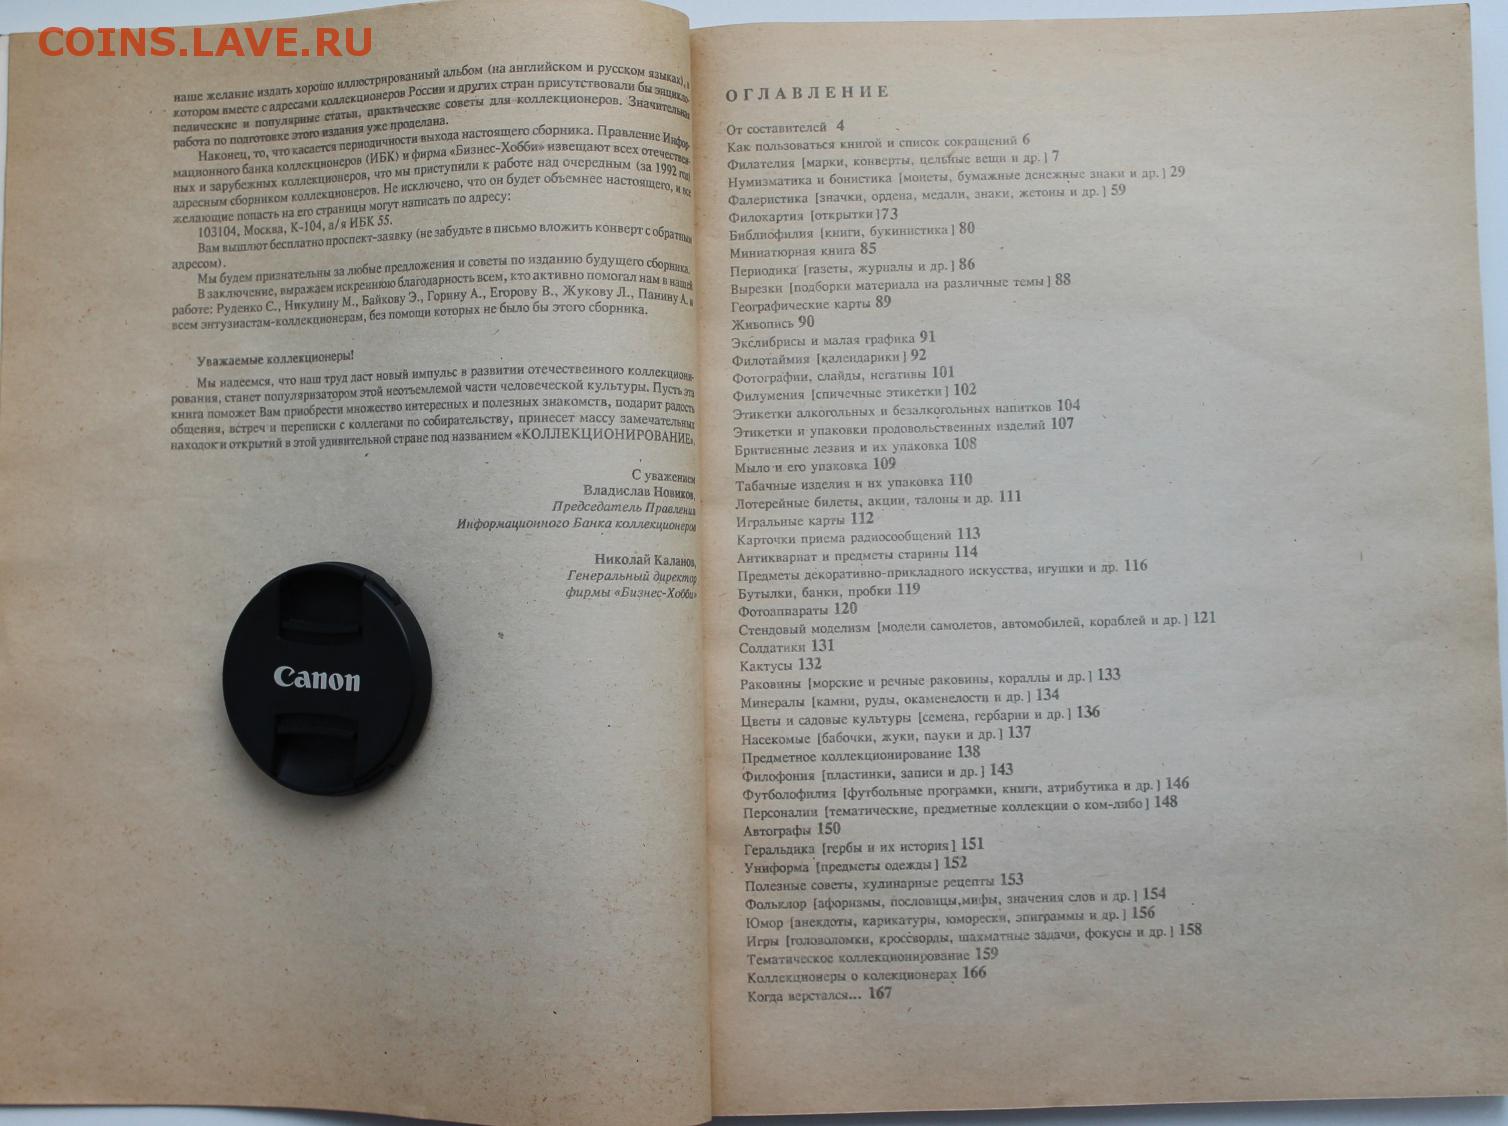 COINS.LAVE.RU
наше желание издать хорошо иллюстрированный альбом (на английском и русском языках), в
котором вместе с адресами коллекционеров России и других стран присутствовали бы энцикло-
педические и популярные статьи, практические советы для коллекционеров. Значительная
работа по подготовке этого издания уже проделана.
Наконец, то, что касается периодичности выхода настоящего сборника. Правление Инфор-
мационного банка коллекционеров (ИБК) и фирма «Бизнес-Хобби» извещают всех отечествен-
ных и зарубежных коллекционеров, что мы приступили к работе над очередным (за 1992 год)
адресным сборником коллекционеров. Не исключено, что он будет объемнее настоящего, и все
желающие попасть на его страницы могут написать по адресу:
103104, Москва, К-104, а/я ИБК 55.
Вам вышлют бесплатно проспект-заявку (не забудьте в письмо вложить конверт с обратным
адресом).
Мы будем признательны за любые предложения и советы по изданию будущего сборника.
В заключение, выражаем искреннюю благодарность всем, кто активно помогал нам в нашей
работе: Руденко С., Никулину М., Байкову Э., Горину А., Егорову В., Жукову Л., Панину А. и
всем энтузиастам-коллекционерам, без помощи которых не было бы этого сборника.
Уважаемые коллекционеры!
Мы надеемся, что наш труд даст новый импульс в развитии отечественного коллекциони-
рования, станет популяризатором этой неотъемлемой части человеческой культуры. Пусть эта
книга поможет Вам приобрести множество интересных и полезных знакомств, подарит радость
общения, встреч и переписки с коллегами по собирательству, принесет массу замечательных
находок и открытий в этой удивительной стране под названием «КОЛЛЕКЦИОНИРОВАНИЕ».
С уважением
Владислав Новиков,
Председатель Правления
Информационного Банка коллекционеров
Николай Каланов,
Генеральный директор
фирмы «Бизнес-Хобби»
Canon
ОГЛАВЛЕНИЕ
От составителей 4
Как пользоваться книгой и список сокращений 6
Филателия [марки, конверты, цельные вещи и др.] 7
Нумизматика и бонистика [монеты, бумажные денежные знаки и др.] 29
Фалеристика [значки, ордена, медали, знаки, жетоны и др.] 59
Филокартия [открытки] 73
Библиофилия [книги, букинистика] 80
Миниатюрная книга 85
Периодика [газеты, журналы и др.] 86
Вырезки [подборки материала на различные темы] 88
Географические карты 89
Живопись 90
Экслибрисы и малая графика 91
Филотаймия [календарики] 92
Фотографии, слайды, негативы 101
Филумения [спичечные этикетки] 102
Этикетки алкогольных и безалкогольных напитков 104
Этикетки и упаковки продовольственных изделий 107
Бритвенные лезвия и их упаковка 108
Мыло и его упаковка 109
Табачные изделия и их упаковка 110
Лотерейные билеты, акции, талоны и др. 111
Игральные карты 112
Карточки приема радиосообщений 113
Антиквариат и предметы старины 114
Предметы декоративно-прикладного искусства, игушки и др. 116
Бутылки, банки, пробки 119
Фотоаппараты 120
Стендовый моделизм [модели самолетов, автомобилей, кораблей и др.] 121
Солдатики 131
Кактусы 132
Раковины [морские и речные раковины, кораллы и др.] 133
Минералы [камни, руды, окаменелости и др.] 134
Цветы и садовые культуры [семена, гербарии и др.] 136
Насекомые [бабочки, жуки, пауки и др.] 137
Предметное коллекционирование 138
Филофония [пластинки, записи и др.] 143
Футболофилия [футбольные програмки, книги, атрибутика и др.] 146
Персоналии [тематические, предметные коллекции о ком-либо] 148
Автографы 150
Геральдика [гербы и их история] 151
Униформа [предметы одежды] 152
Полезные советы, кулинарные рецепты 153
Фольклор [афоризмы, пословицы,мифы, значения слов и др.] 154
Юмор [анекдоты, карикатуры, юморески, эпиграммы и др.] 156
Игры [головоломки, кроссворды, шахматные задачи, фокусы и др.] 158
Тематическое коллекционирование 159
Коллекционеры о колекционерах 166
Когда верстался... 167